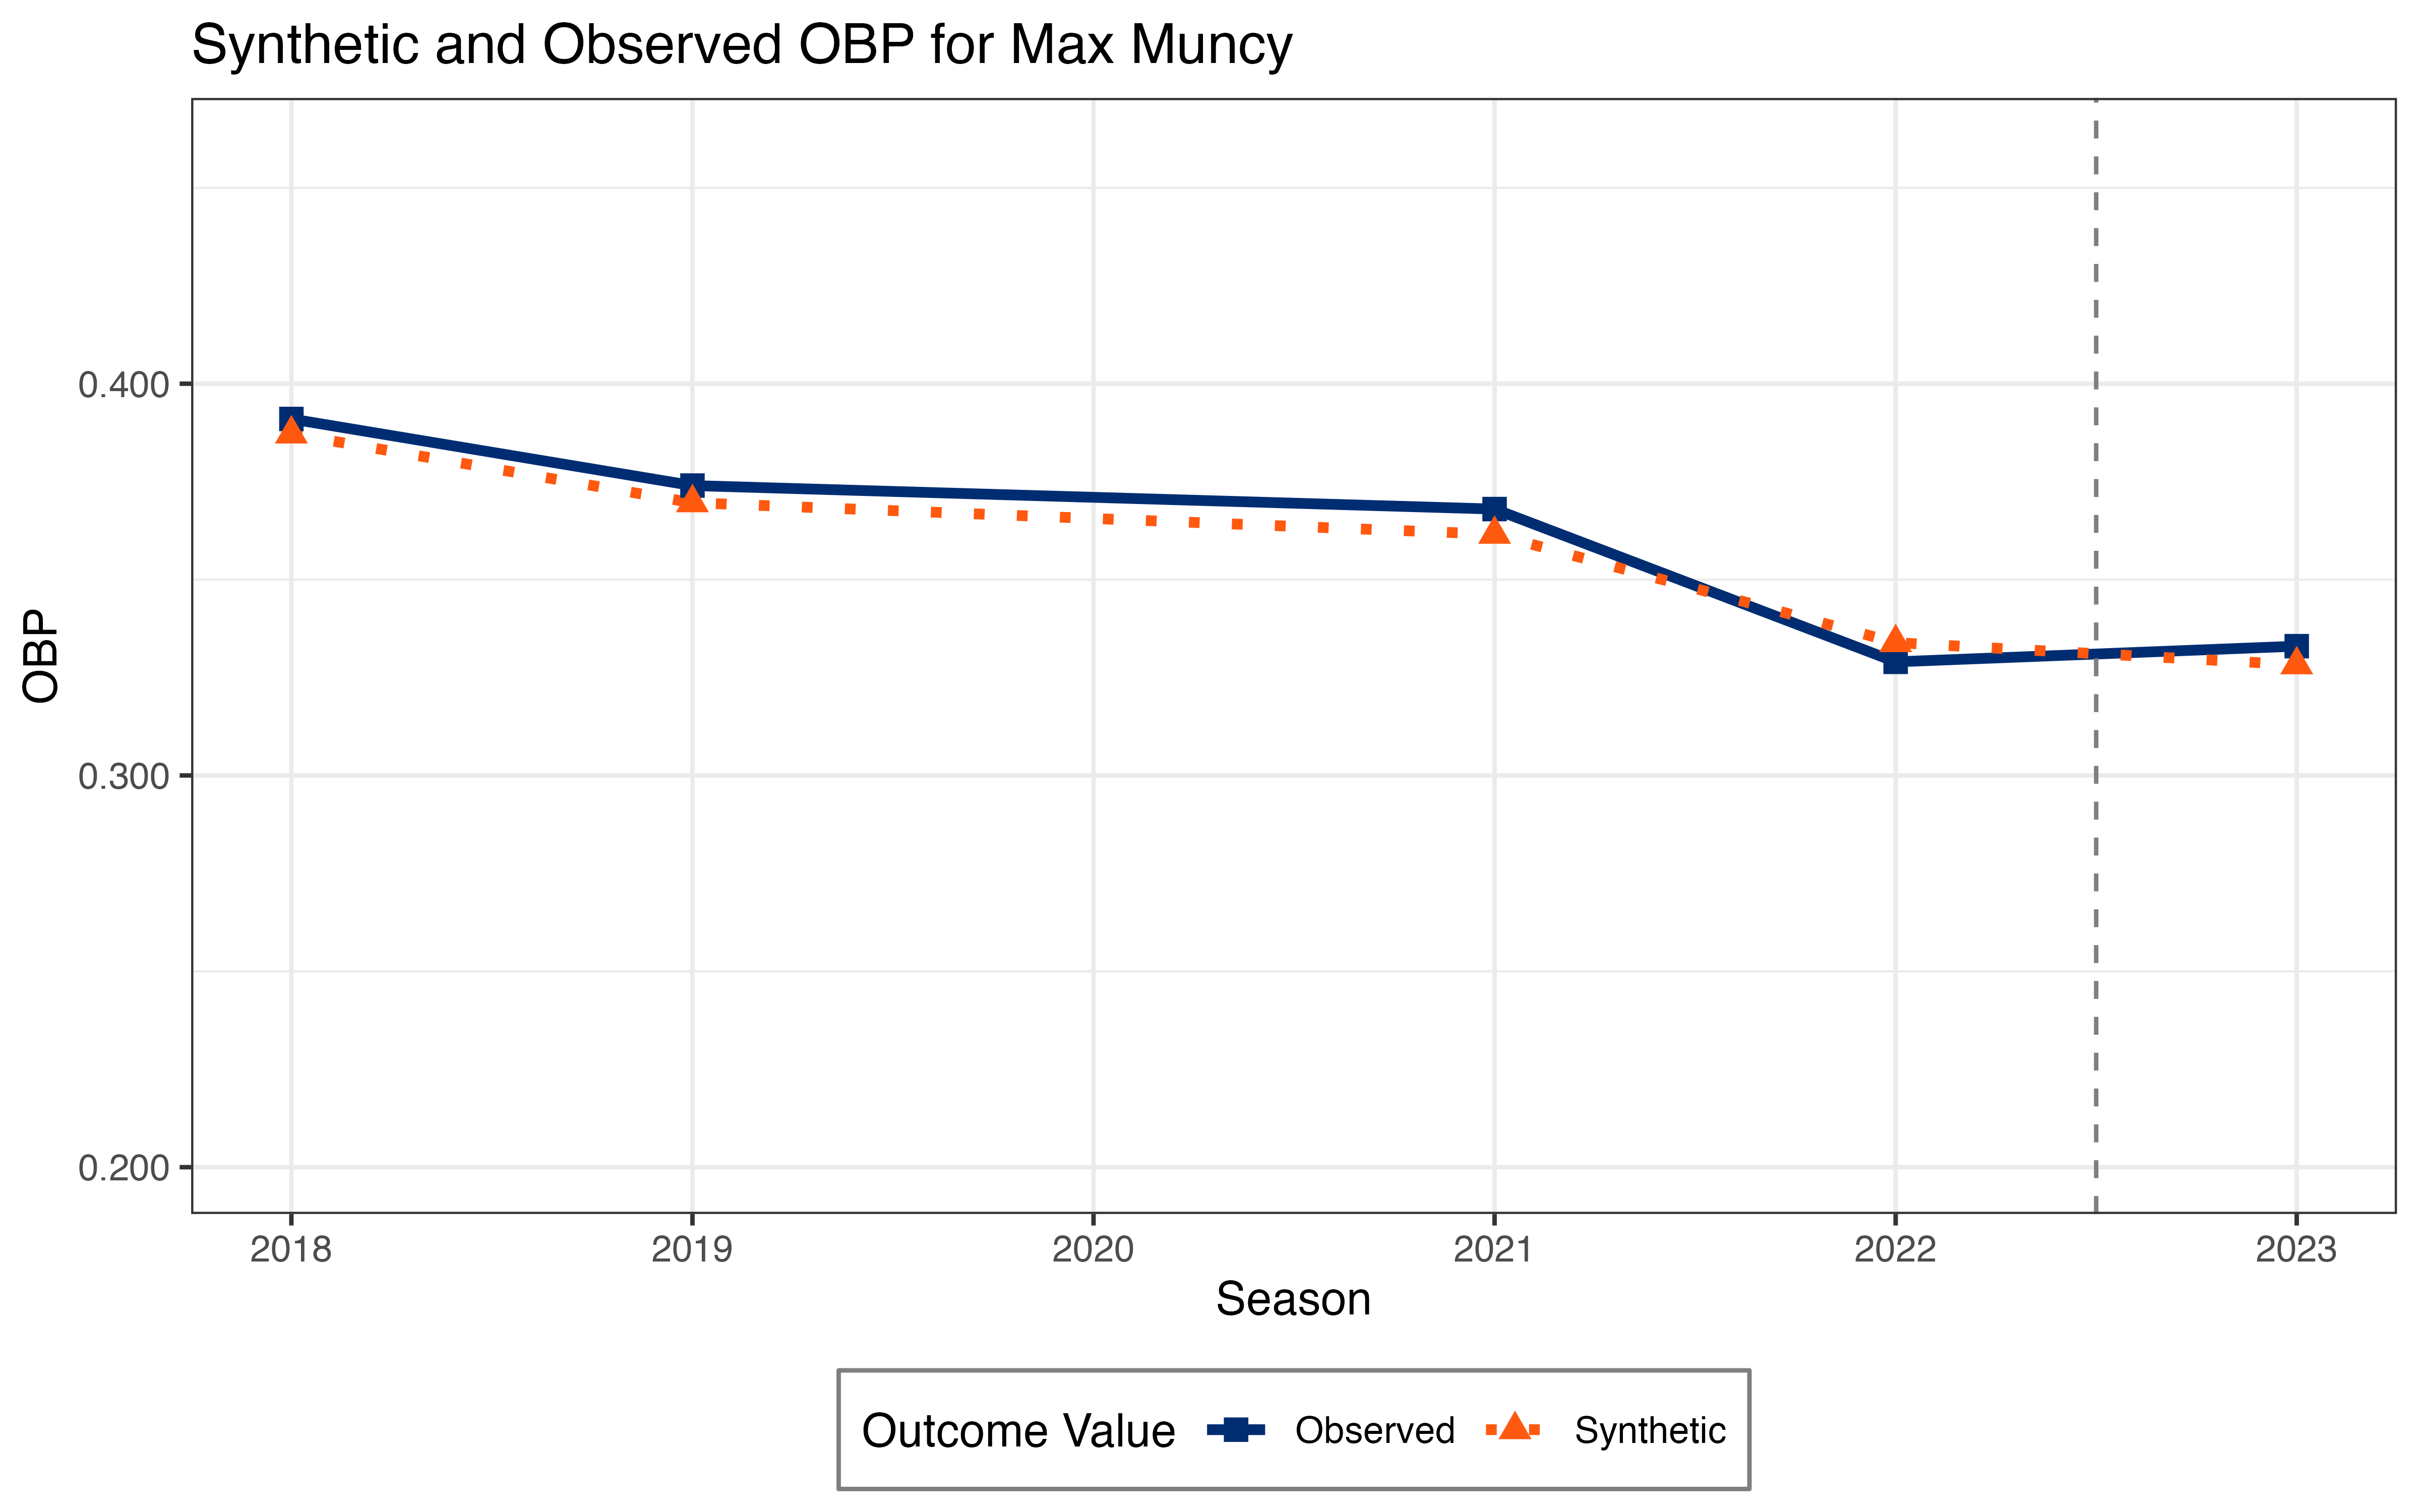 Synthetic and Observed OBP for Max Muncy
OBP
0.400
0.300
0.200
2018 2019 2020 2021 2022 2023
Season
Outcome Value Observed Synthetic